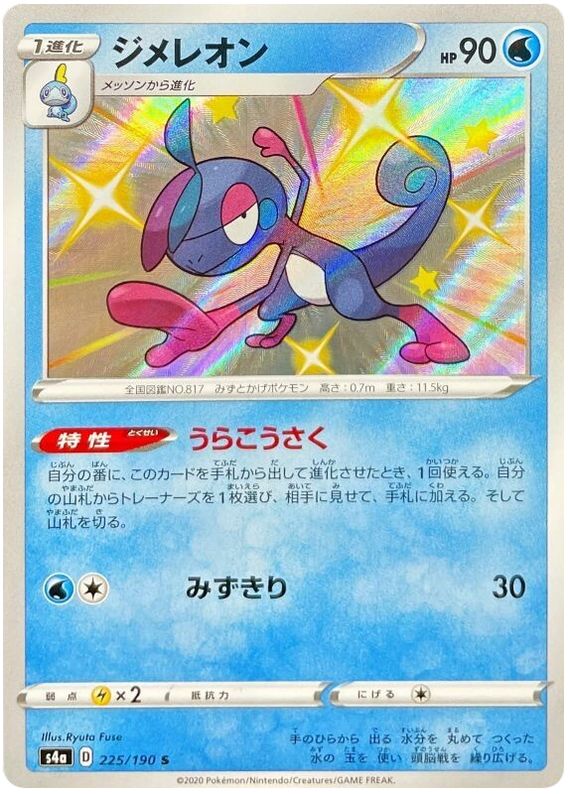 1進化
ジメレオン
HP 90
メッソンから進化
全国図鑑NO.817 みずとかげポケモン 高さ:0.7m 重さ:11.5kg
特性 とくせい うらこうさく
自分の番に、このカードを手札から出して進化させたとき、1回使える。自分
の山札からトレーナーズを1枚選び、相手に見せて、手札に加える。そして
山札を切る。
みずきり 30
弱点 ×2 抵抗力 にげる
Illus.Ryuta Fuse
手のひらから 出る 水分を 丸めて つくった
水の 玉を 使い 頭脳戦を 繰り広げる。
s4a D 225/190 S
©2020 Pokémon/Nintendo/Creatures/GAME FREAK.